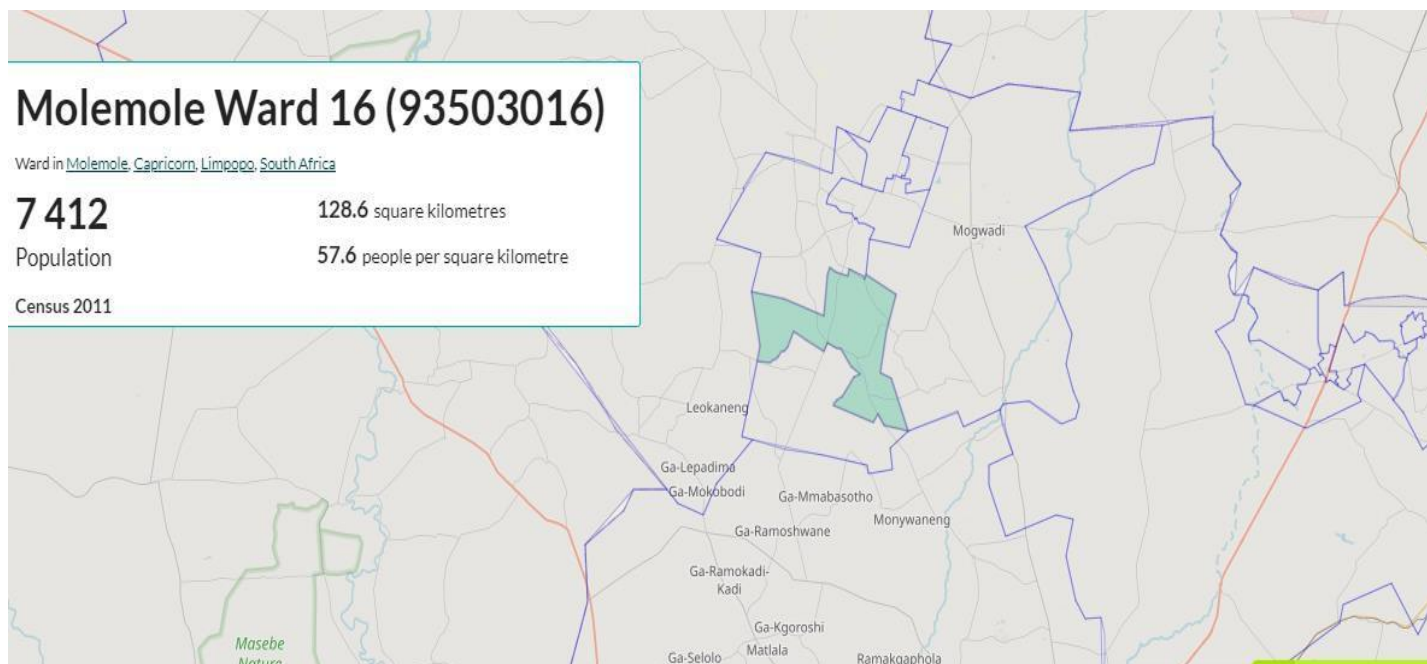 Molemole Ward 16 (93503016)
Ward in Molemole, Capricorn, Limpopo, South Africa
7 412
Population
128.6 square kilometres
57.6 people per square kilometre
Census 2011
Mogwadi
Leokaneng
Ga-Lepadima
Ga-Mokobodi
Ga-Mmabasotho
Monywaneng
Ga-Ramoshwane
Ga-Ramokadi-
Kadi
Ga-Kgoroshi
Matlala
Ga-Selolo
Ramakgaphola
Masebe
Nature